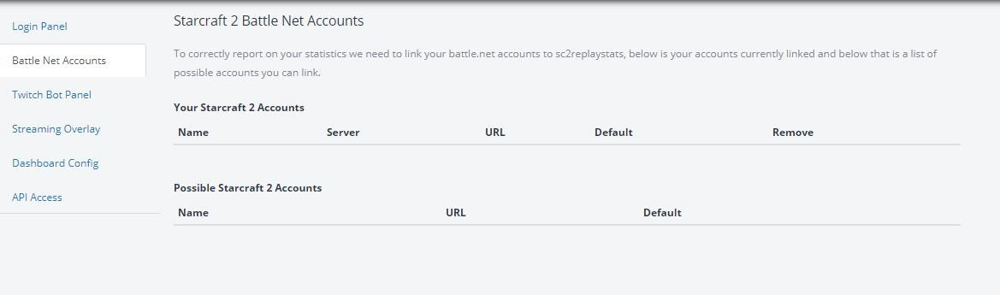 Login Panel
Battle Net Accounts
Twitch Bot Panel
Streaming Overlay
Dashboard Config
API Access
Starcraft 2 Battle Net Accounts
To correctly report on your statistics we need to link your battle.net accounts to sc2replaystats, below is your accounts currently linked and below that is a list of
possible accounts you can link.
Your Starcraft 2 Accounts
Name Server URL Default Remove
Possible Starcraft 2 Accounts
Name URL Default